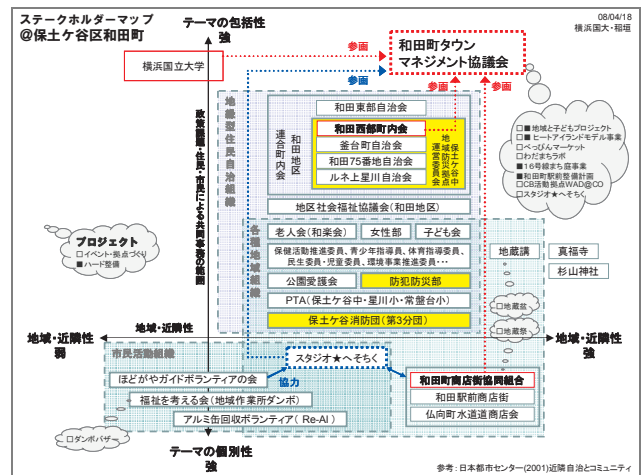 ステークホルダーマップ
@保土ケ谷区和田町
08/04/18
横浜国大・稲垣
テーマの包括性
強
横浜国立大学
参画
参画
和田町タウン
マネジメント協議会
参画
参画
政策課題・住民・市民による共同事務の範囲
地縁型住民自治組織
和田東部自治会
和田地区
連合町内会
和田西部町内会
釜台町自治会
和田75番地自治会
ルネ上星川自治会
保土ケ谷中
地域防災拠点
運営委員会
地区社会福祉協議会(和田地区)
□■地域と子どもプロジェクト
□■ヒートアイランドモデル事業
□べっぴんマーケット
□わだまちラボ
■16号線まち庭事業
■和田町駅前整備計画
□CB活動拠点WAD@CO
□スタジオ★へそちく
プロジェクト
□イベント・拠点づくり
■ハード整備
各種地域組織
老人会(和楽会)
女性部
子ども会
保健活動推進委員、青少年指導員、体育指導委員、
民生委員・児童委員、環境事業推進委員・・・
公園愛護会
防犯防災部
PTA(保土ケ谷中・星川小・常盤台小)
保土ケ谷消防団(第3分団)
地蔵講
真福寺
杉山神社
□地蔵盆
□地蔵祭
地域・近隣性
弱
地域・近隣性
地域・近隣性
強
市民活動組織
スタジオ★へそちく
ほどがやガイドボランティアの会
協力
福祉を考える会(地域作業所ダンボ)
アルミ缶回収ボランティア(Re-Al)
□ダンボバザー
和田町商店街協同組合
和田駅前商店街
仏向町水道道商店会
テーマの個別性
強
参考:日本都市センター(2001)近隣自治とコミュニティ